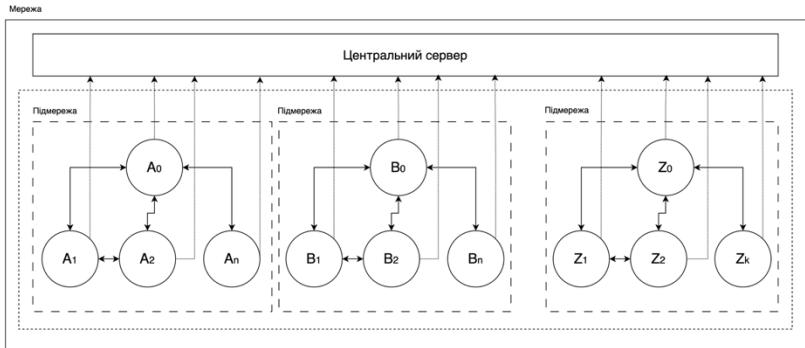 Мережа
Центральний сервер
Підмережа
Підмережа
Підмережа
A0
B0
Z0
A1
A2
An
B1
B2
Bn
Z1
Z2
Zk